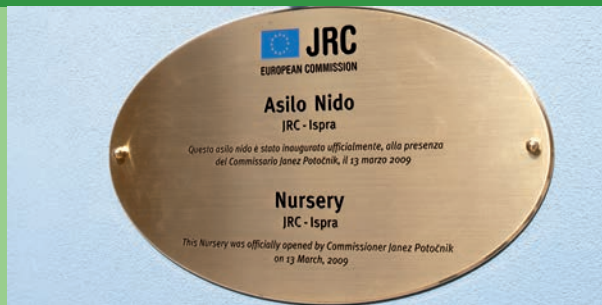 JRC
EUROPEAN COMMISSION
Asilo Nido
JRC - Ispra
Questo asilo nido è stato inaugurato ufficialmente, alla presenza
del Commissario Janez Potočnik, il 13 marzo 2009
Nursery
JRC - Ispra
This Nursery was officially opened by Commissioner Janez Potočnik
on 13 March, 2009